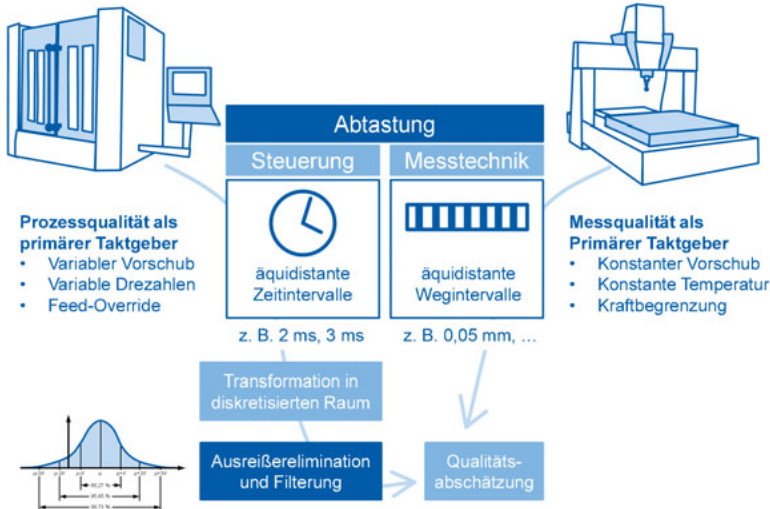 Abtastung
Steuerung
Messtechnik
Prozessqualität als
primärer Taktgeber
• Variabler Vorschub
• Variable Drezahlen
• Feed-Override
äquidistante
Zeitintervalle
äquidistante
Wegintervalle
Messqualität als
Primärer Taktgeber
• Konstanter Vorschub
• Konstante Temperatur
• Kraftbegrenzung
z. B. 2 ms, 3 ms
z. B. 0,05 mm, ...
Transformation in
diskretisierten Raum
Ausreißerelimination
und Filterung
Qualitäts-
abschätzung